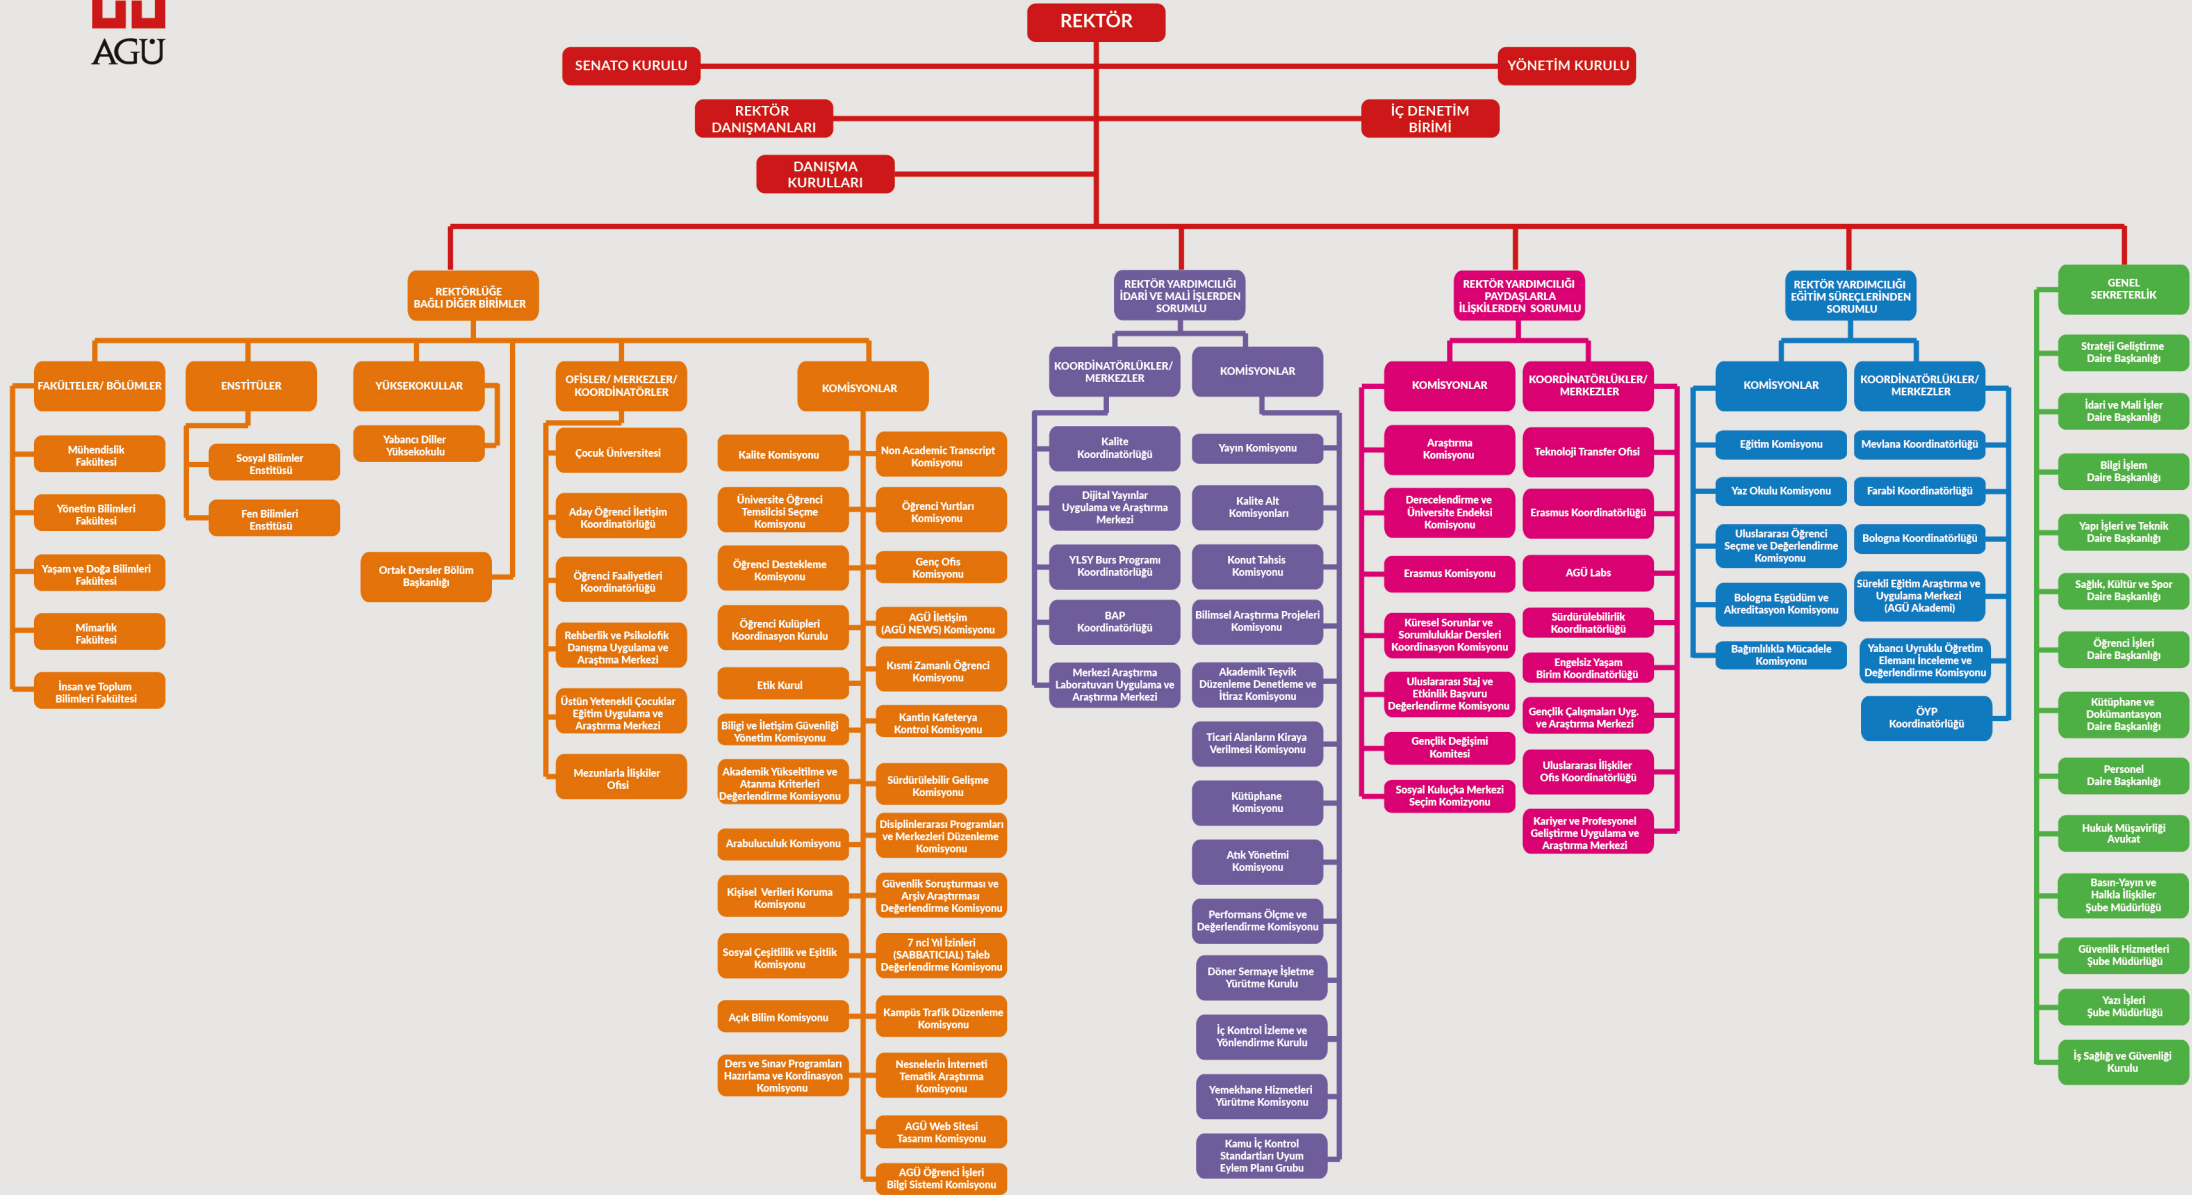 AGÜ
REKTÖR
SENATO KURULU
YÖNETİM KURULU
REKTÖR
DANIŞMANLARI
İÇ DENETİM
BİRİMİ
DANIŞMA
KURULLARI
REKTÖRLÜĞE
BAĞLI DİĞER BİRİMLER
FAKÜLTELER/ BÖLÜMLER
Mühendislik
Fakültesi
Yönetim Bilimleri
Fakültesi
Yaşam ve Doğa Bilimleri
Fakültesi
Mimarlık
Fakültesi
İnsan ve Toplum
Bilimleri Fakültesi
ENSTİTÜLER
Sosyal Bilimler
Enstitüsü
Fen Bilimleri
Enstitüsü
YÜKSEKOKULLAR
Yabancı Diller
Yüksekokulu
Ortak Dersler Bölüm
Başkanlığı
OFİSLER/ MERKEZLER/
KOORDİNATÖRLER
Çocuk Üniversitesi
Aday Öğrenci İletişim
Koordinatörlüğü
Öğrenci Faaliyetleri
Koordinatörlüğü
Rehberlik ve Psikolofik
Danışma Uygulama ve
Araştıma Merkezi
Üstün Yetenekli Çocuklar
Eğitim Uygulama ve
Araştırma Merkezi
Mezunlarla İlişkiler
Ofisi
KOMİSYONLAR
Kalite Komisyonu
Üniversite Öğrenci
Temsilcisi Seçme
Komisyonu
Öğrenci Destekleme
Komisyonu
Öğrenci Kulüpleri
Koordinasyon Kurulu
Etik Kurul
Biligi ve İletişim Güvenliği
Yönetim Komisyonu
Akademik Yükseltilme ve
Atanma Kriterleri
Değerlendirme Komisyonu
Arabuluculuk Komisyonu
Kişisel Verileri Koruma
Komisyonu
Sosyal Çeşitlilik ve Eşitlik
Komisyonu
Açık Bilim Komisyonu
Ders ve Sınav Programları
Hazırlama ve Kordinasyon
Komisyonu
Non Academic Transcript
Komisyonu
Öğrenci Yurtları
Komisyonu
Genç Ofis
Komisyonu
AGÜ İletişim
(AGÜ NEWS) Komisyonu
Kısmi Zamanlı Öğrenci
Komisyonu
Kantin Kafeterya
Kontrol Komisyonu
Sürdürülebilir Gelişme
Komisyonu
Disiplinlerarası Programları
ve Merkezleri Düzenleme
Komisyonu
Güvenlik Soruşturması ve
Arşiv Araştırması
Değerlendirme Komisyonu
7 nci Yıl İzinleri
(SABBATICIAL) Taleb
Değerlendirme Komisyonu
Kampüs Trafik Düzenleme
Komisyonu
Nesnelerin İnterneti
Tematik Araştırma
Komisyonu
AGÜ Web Sitesi
Tasarım Komisyonu
AGÜ Öğrenci İşleri
Bilgi Sistemi Komisyonu
REKTÖR YARDIMCILIĞI
İDARİ VE MALİ İŞLERDEN
SORUMLU
KOORDİNATÖRLÜKLER/
MERKEZLER
Kalite
Koordinatörlüğü
Dijital Yayınlar
Uygulama ve Araştırma
Merkezi
YLSY Burs Programı
Koordinatörlüğü
BAP
Koordinatörlüğü
Merkezi Araştırma
Laboratuvarı Uygulama ve
Araştırma Merkezi
KOMİSYONLAR
Yayın Komisyonu
Kalite Alt
Komisyonları
Konut Tahsis
Komisyonu
Bilimsel Araştırma Projeleri
Komisyonu
Akademik Teşvik
Düzenleme Denetleme ve
İtiraz Komisyonu
Ticari Alanların Kiraya
Verilmesi Komisyonu
Kütüphane
Komisyonu
Atık Yönetimi
Komisyonu
Performans Ölçme ve
Değerlendirme Komisyonu
Döner Sermaye İşletme
Yürütme Kurulu
İç Kontrol İzleme ve
Yönlendirme Kurulu
Yemekhane Hizmetleri
Yürütme Komisyonu
Kamu İç Kontrol
Standartları Uyum
Eylem Planı Grubu
REKTÖR YARDIMCILIĞI
PAYDAŞLARLA
İLİŞKİLERDEN SORUMLU
KOMİSYONLAR
Araştırma
Komisyonu
Derecelendirme ve
Üniversite Endeksi
Komisyonu
Erasmus Komisyonu
Küresel Sorunlar ve
Sorumluluklar Dersleri
Koordinasyon Komisyonu
Uluslararası Staj ve
Etkinlik Başvuru
Değerlendirme Komisyonu
Gençlik Değişimi
Komitesi
Sosyal Kuluçka Merkezi
Seçim Komizyonu
KOORDİNATÖRLÜKLER/
MERKEZLER
Teknoloji Transfer Ofisi
Erasmus Koordinatörlüğü
AGÜ Labs
Sürdürülebilirlik
Koordinatörlüğü
Engelsiz Yaşam
Birim Koordinatörlüğü
Gençlik Çalışmaları Uyg.
ve Araştırma Merkezi
Uluslararası İlişkiler
Ofis Koordinatörlüğü
Kariyer ve Profesyonel
Geliştirme Uygulama ve
Araştırma Merkezi
REKTÖR YARDIMCILIĞI
EĞİTİM SÜREÇLERİNDEN
SORUMLU
KOMİSYONLAR
Eğitim Komisyonu
Yaz Okulu Komisyonu
Uluslararası Öğrenci
Seçme ve Değerlendirme
Komisyonu
Bologna Eşgüdüm ve
Akreditasyon Komisyonu
Bağımlılıkla Mücadele
Komisyonu
KOORDİNATÖRLÜKLER/
MERKEZLER
Mevlana Koordinatörlüğü
Farabi Koordinatörlüğü
Bologna Koordinatörlüğü
Sürekli Eğitim Araştırma ve
Uygulama Merkezi
(AGÜ Akademi)
Yabancı Uyruklu Öğretim
Elemanı İnceleme ve
Değerlendirme Komisyonu
ÖYP
Koordinatörlüğü
GENEL
SEKRETERLİK
Strateji Geliştirme
Daire Başkanlığı
İdari ve Mali İşler
Daire Başkanlığı
Bilgi İşlem
Daire Başkanlığı
Yapı İşleri ve Teknik
Daire Başkanlığı
Sağlık, Kültür ve Spor
Daire Başkanlığı
Öğrenci İşleri
Daire Başkanlığı
Kütüphane ve
Dokümantasyon
Daire Başkanlığı
Personel
Daire Başkanlığı
Hukuk Müşavirliği
Avukat
Basın-Yayın ve
Halkla İlişkiler
Şube Müdürlüğü
Güvenlik Hizmetleri
Şube Müdürlüğü
Yazı İşleri
Şube Müdürlüğü
İş Sağlığı ve Güvenliği
Kurulu